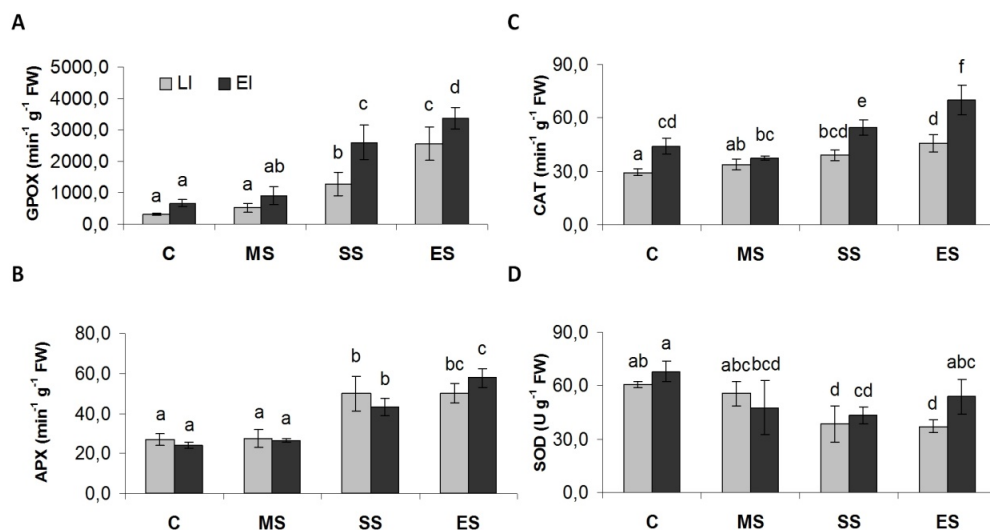 A
GPOX (min⁻¹ g⁻¹ FW)
5000,0
4000,0
3000,0
2000,0
1000,0
0,0
LI EI
a a a ab b c c d
C MS SS ES
B
APX (min⁻¹ g⁻¹ FW)
80,0
60,0
40,0
20,0
0,0
a a a a b b bc c
C MS SS ES
C
CAT (min⁻¹ g⁻¹ FW)
90,0
60,0
30,0
0,0
a cd ab bc bcd e d f
C MS SS ES
D
SOD (U g⁻¹ FW)
90,0
60,0
30,0
0,0
ab a abc bcd d cd d abc
C MS SS ES